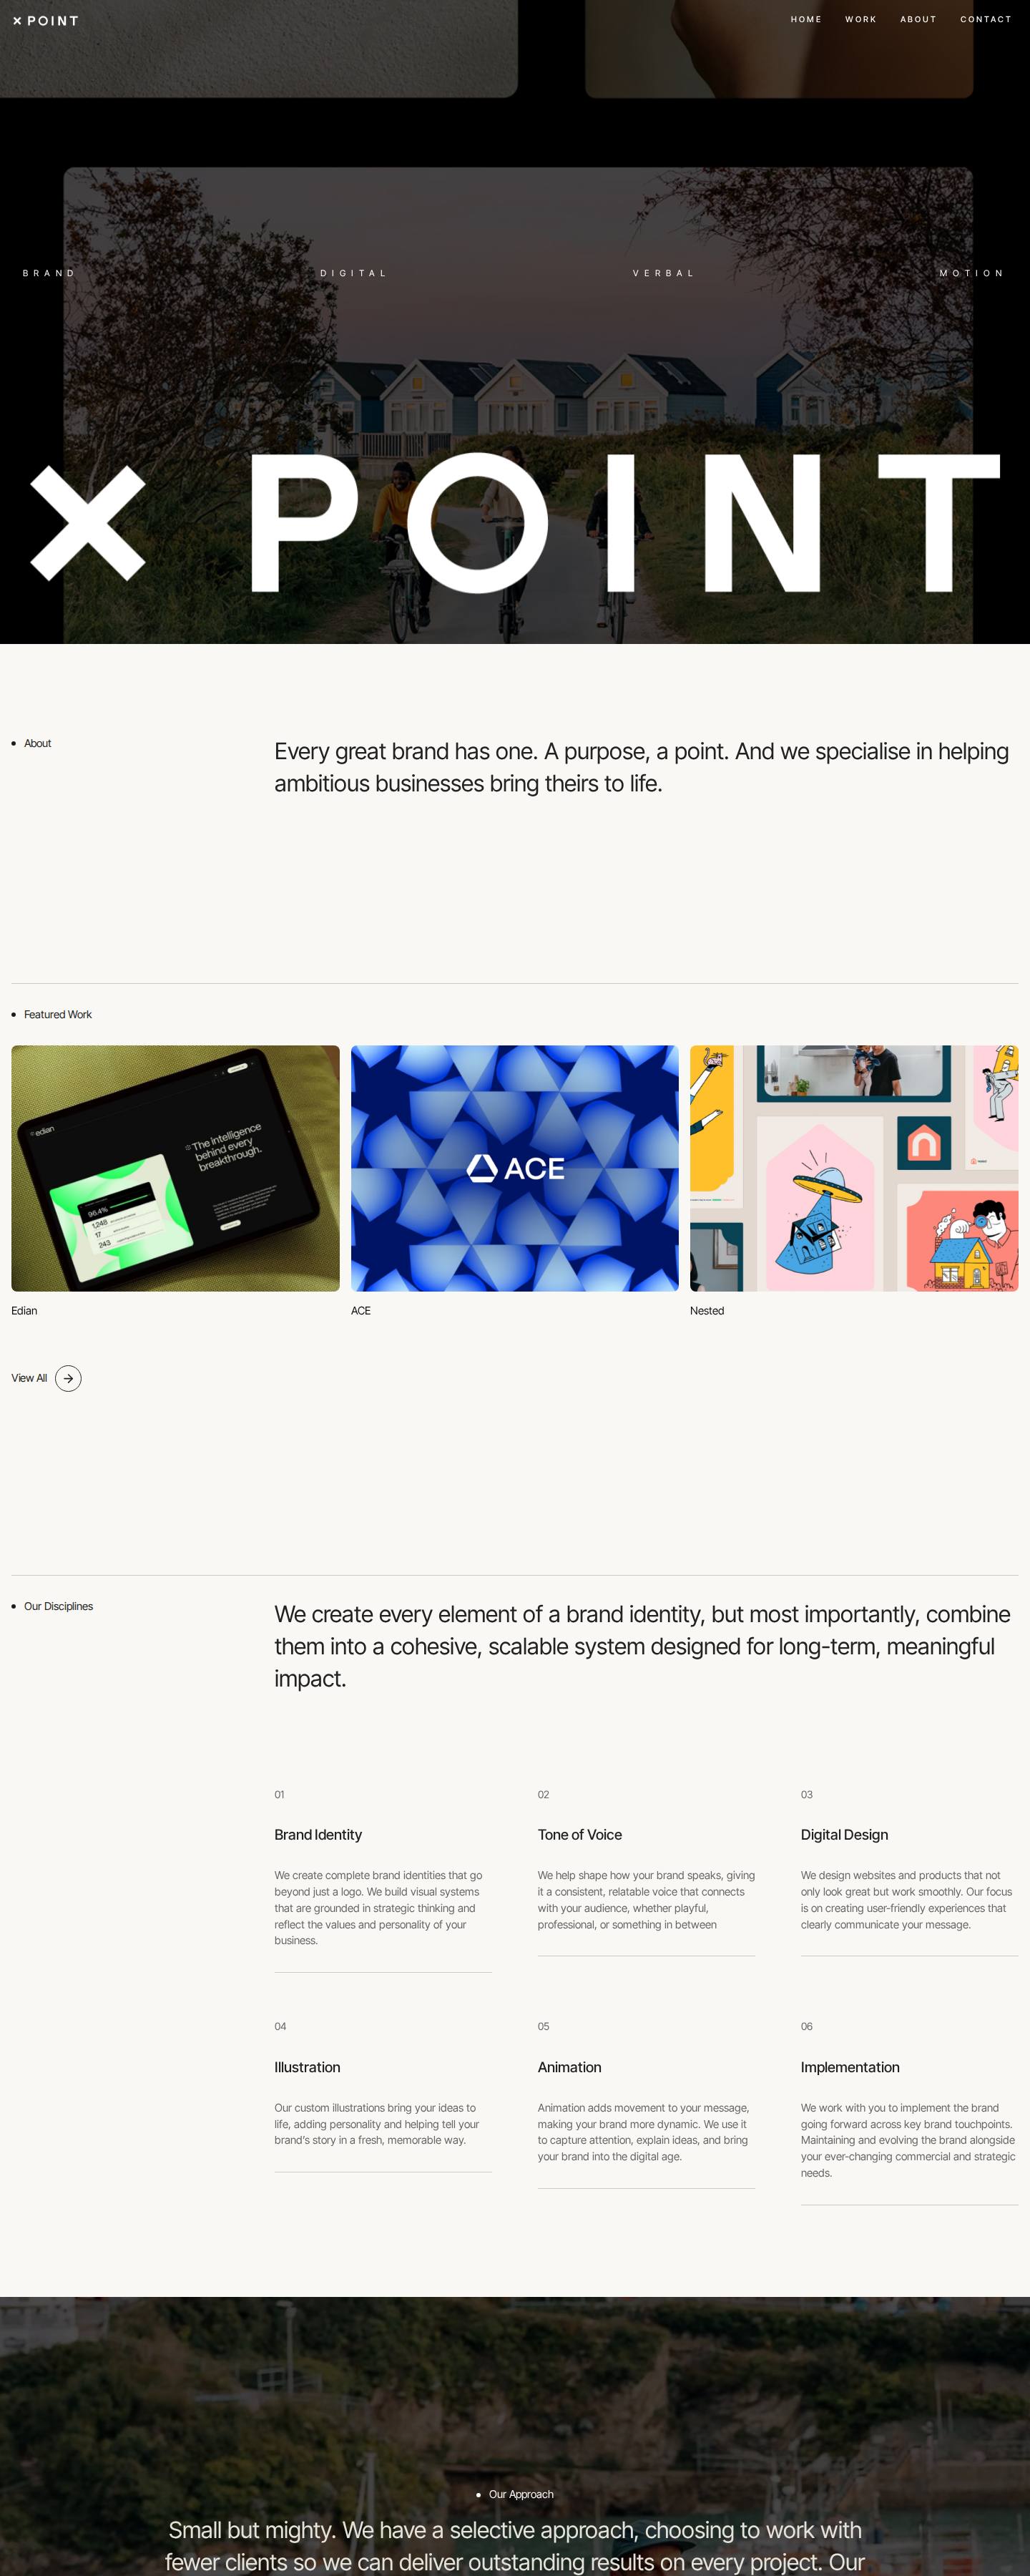 × POINT
HOME WORK ABOUT CONTACT
BRAND DIGITAL VERBAL MOTION
× POINT
• About
Every great brand has one. A purpose, a point. And we specialise in helping
ambitious businesses bring theirs to life.
• Featured Work
edian
The intelligence
behind every
breakthrough.
96.4%
1,248
17
243
ACE
Edian
ACE
Nested
View All
• Our Disciplines
We create every element of a brand identity, but most importantly, combine
them into a cohesive, scalable system designed for long-term, meaningful
impact.
01
Brand Identity
We create complete brand identities that go
beyond just a logo. We build visual systems
that are grounded in strategic thinking and
reflect the values and personality of your
business.
02
Tone of Voice
We help shape how your brand speaks, giving
it a consistent, relatable voice that connects
with your audience, whether playful,
professional, or something in between
03
Digital Design
We design websites and products that not
only look great but work smoothly. Our focus
is on creating user-friendly experiences that
clearly communicate your message.
04
Illustration
Our custom illustrations bring your ideas to
life, adding personality and helping tell your
brand’s story in a fresh, memorable way.
05
Animation
Animation adds movement to your message,
making your brand more dynamic. We use it
to capture attention, explain ideas, and bring
your brand into the digital age.
06
Implementation
We work with you to implement the brand
going forward across key brand touchpoints.
Maintaining and evolving the brand alongside
your ever-changing commercial and strategic
needs.
• Our Approach
Small but mighty. We have a selective approach, choosing to work with
fewer clients so we can deliver outstanding results on every project. Our